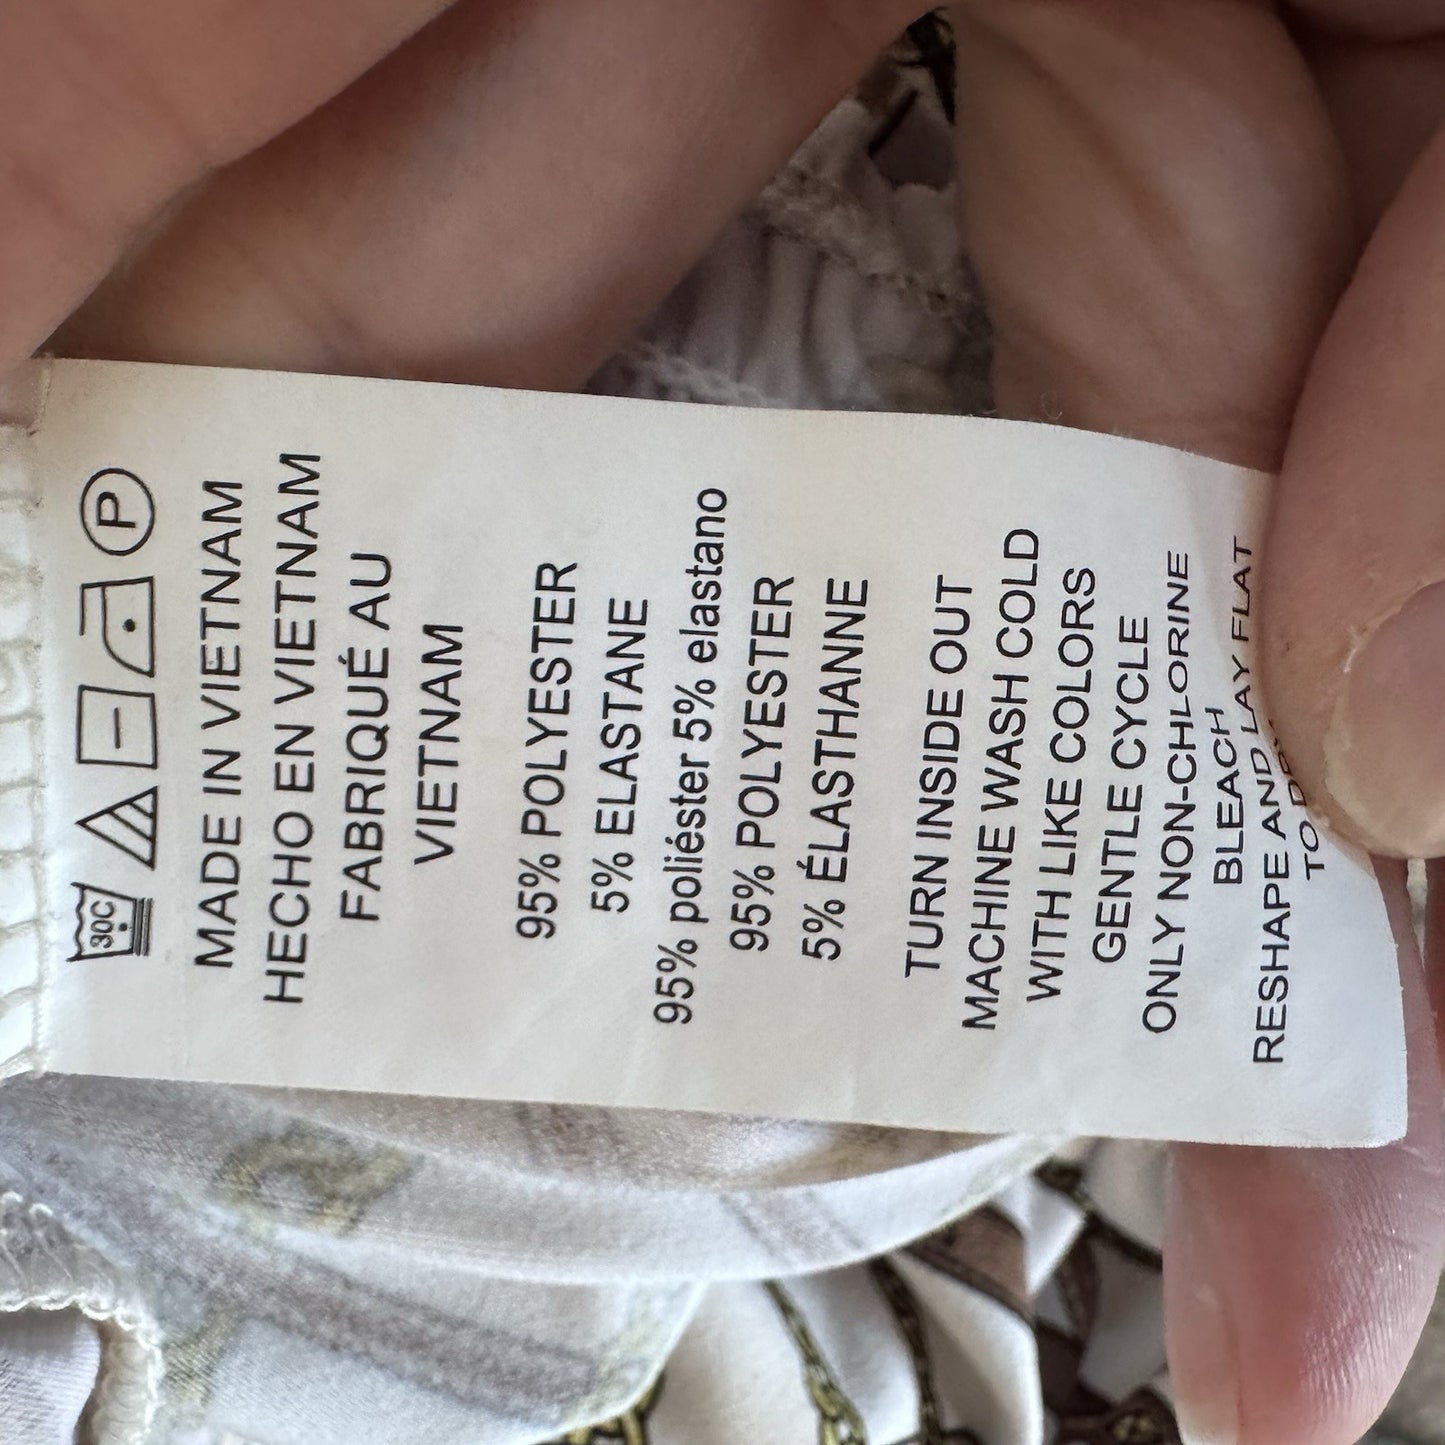 30C P
MADE IN VIETNAM
HECHO EN VIETNAM
FABRIQUÉ AU
VIETNAM
95% POLYESTER
5% ELASTANE
95% poliéster 5% elastano
95% POLYESTER
5% ÉLASTHANNE
TURN INSIDE OUT
MACHINE WASH COLD
WITH LIKE COLORS
GENTLE CYCLE
ONLY NON-CHLORINE
BLEACH
RESHAPE AND LAY FLAT
TO